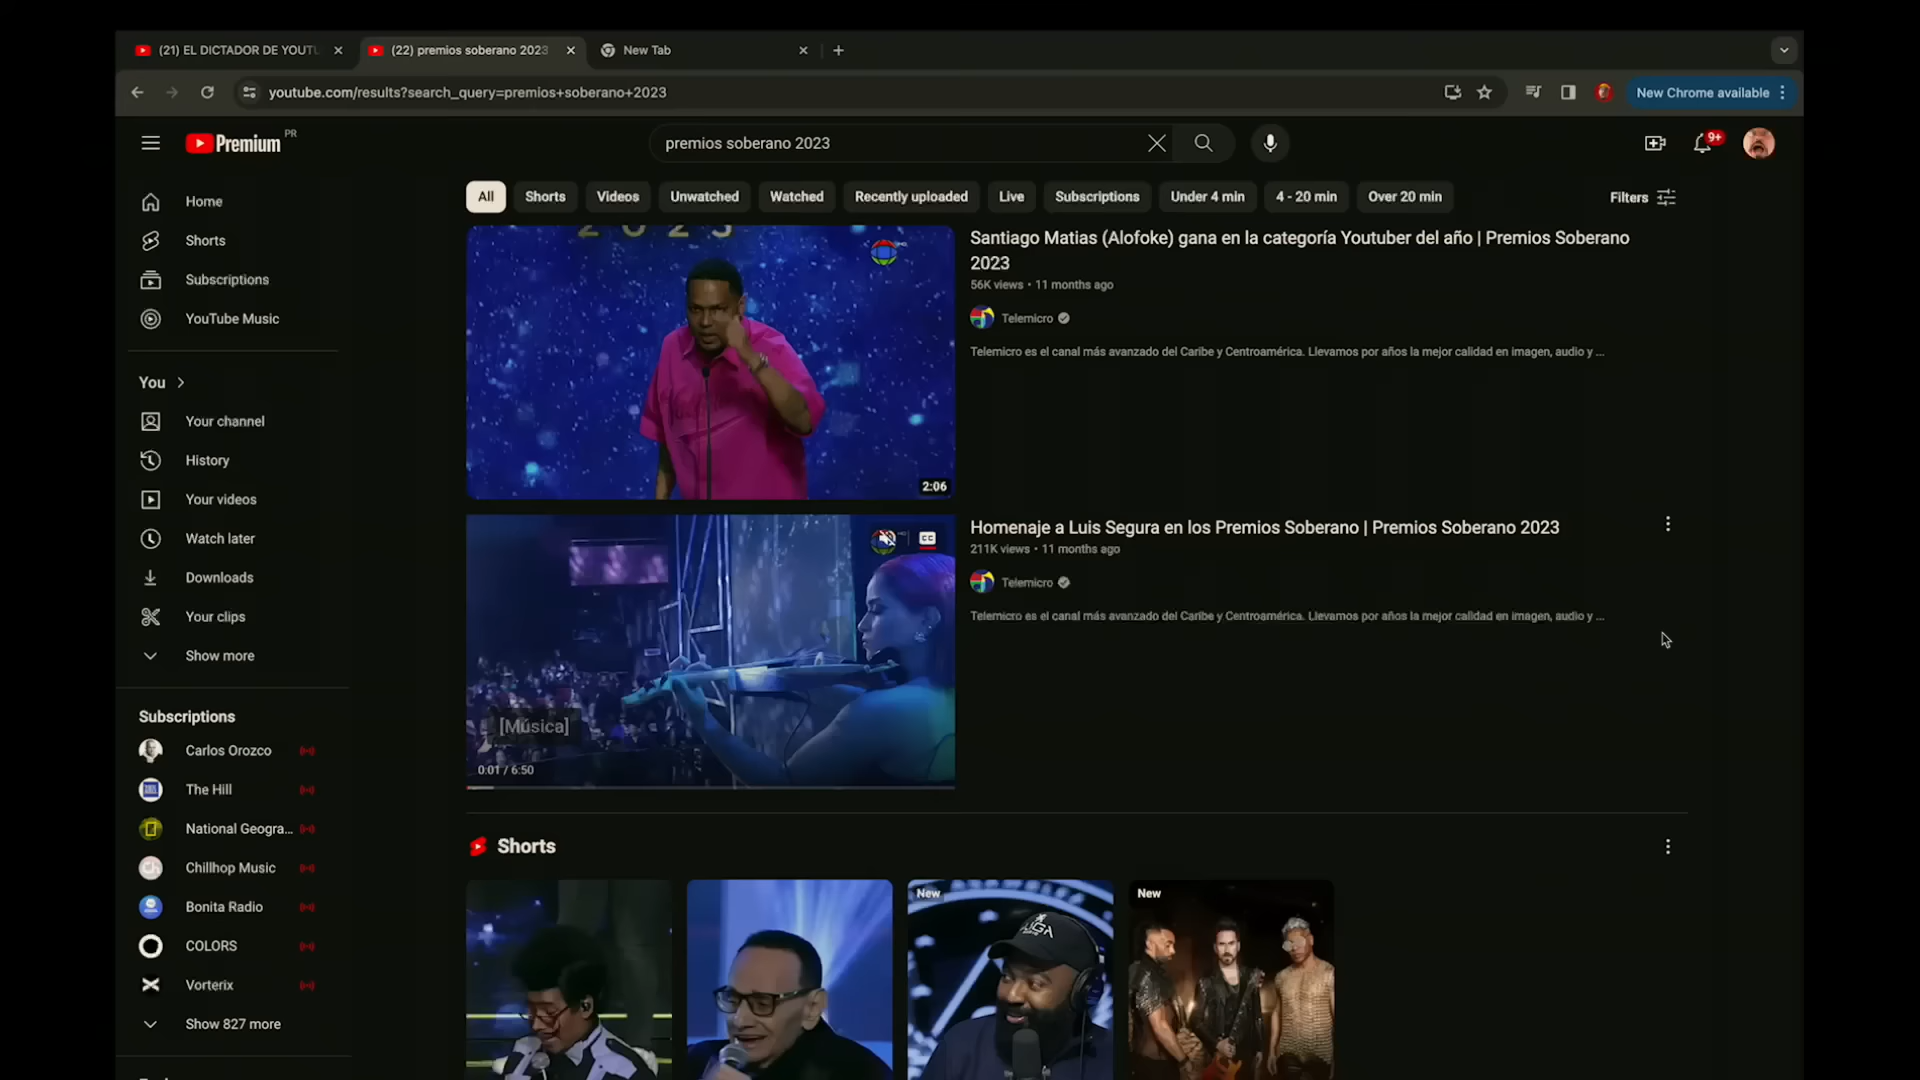 (21) EL DICTADOR DE YOUTU
(22) premios soberano 2023
New Tab
youtube.com/results?search_query=premios+soberano+2023
New Chrome available
Premium PR
premios soberano 2023
9+
All
Shorts
Videos
Unwatched
Watched
Recently uploaded
Live
Subscriptions
Under 4 min
4 - 20 min
Over 20 min
Filters
Home
Shorts
Subscriptions
YouTube Music
You
Your channel
History
Your videos
Watch later
Downloads
Your clips
Show more
Subscriptions
Carlos Orozco
The Hill
National Geogra...
Chillhop Music
Bonita Radio
COLORS
Vorterix
Show 827 more
2023
2:06
Santiago Matias (Alofoke) gana en la categoría Youtuber del año | Premios Soberano
2023
56K views • 11 months ago
Telemicro
Telemicro es el canal más avanzado del Caribe y Centroamérica. Llevamos por años la mejor calidad en imagen, audio y ...
CC
[Música]
0:01 / 6:50
Homenaje a Luis Segura en los Premios Soberano | Premios Soberano 2023
211K views • 11 months ago
Telemicro
Telemicro es el canal más avanzado del Caribe y Centroamérica. Llevamos por años la mejor calidad en imagen, audio y ...
Shorts
New
New